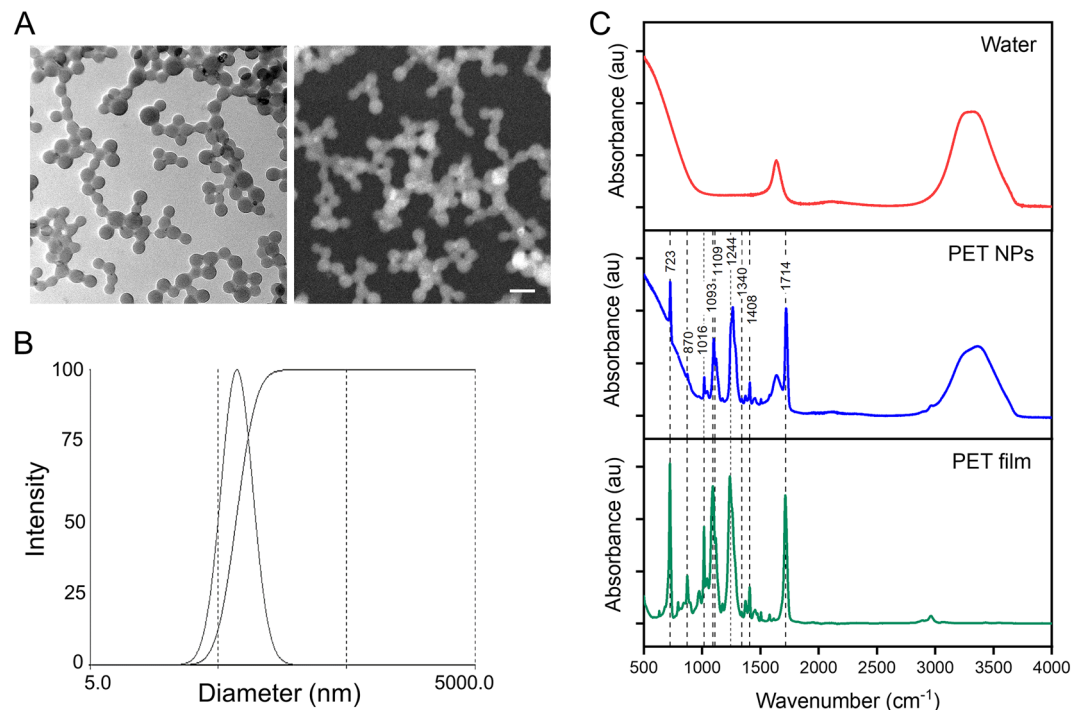 A
B
100
75
50
25
0
Intensity
5.0
5000.0
Diameter (nm)
C
Water
Absorbance (au)
PET NPs
Absorbance (au)
723
870
1016
1093
1109
1244
1340
1408
1714
PET film
Absorbance (au)
500
1000
1500
2000
2500
3000
3500
4000
Wavenumber (cm⁻¹)